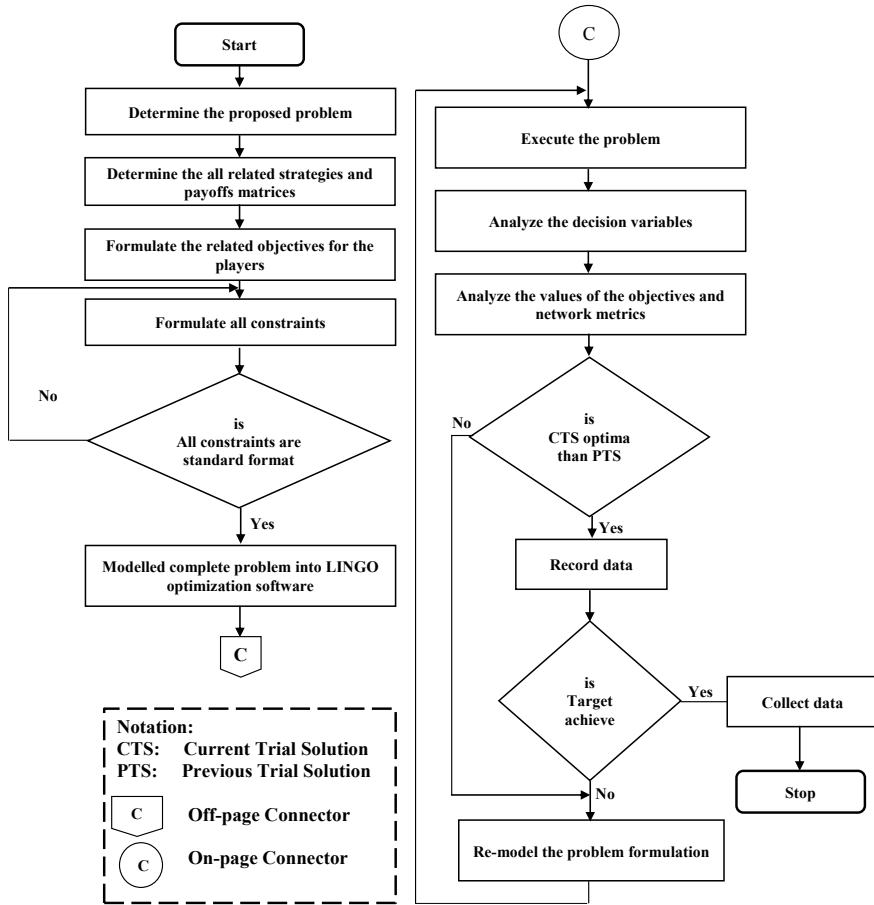 Start
Determine the proposed problem
Determine the all related strategies and
payoffs matrices
Formulate the related objectives for the
players
Formulate all constraints
No
is
All constraints are
standard format
Yes
Modelled complete problem into LINGO
optimization software
C
Notation:
CTS: Current Trial Solution
PTS: Previous Trial Solution
C Off-page Connector
C On-page Connector
C
Execute the problem
Analyze the decision variables
Analyze the values of the objectives and
network metrics
No
is
CTS optima
than PTS
Yes
Record data
is
Target
achieve
Yes
Collect data
Stop
No
Re-model the problem formulation